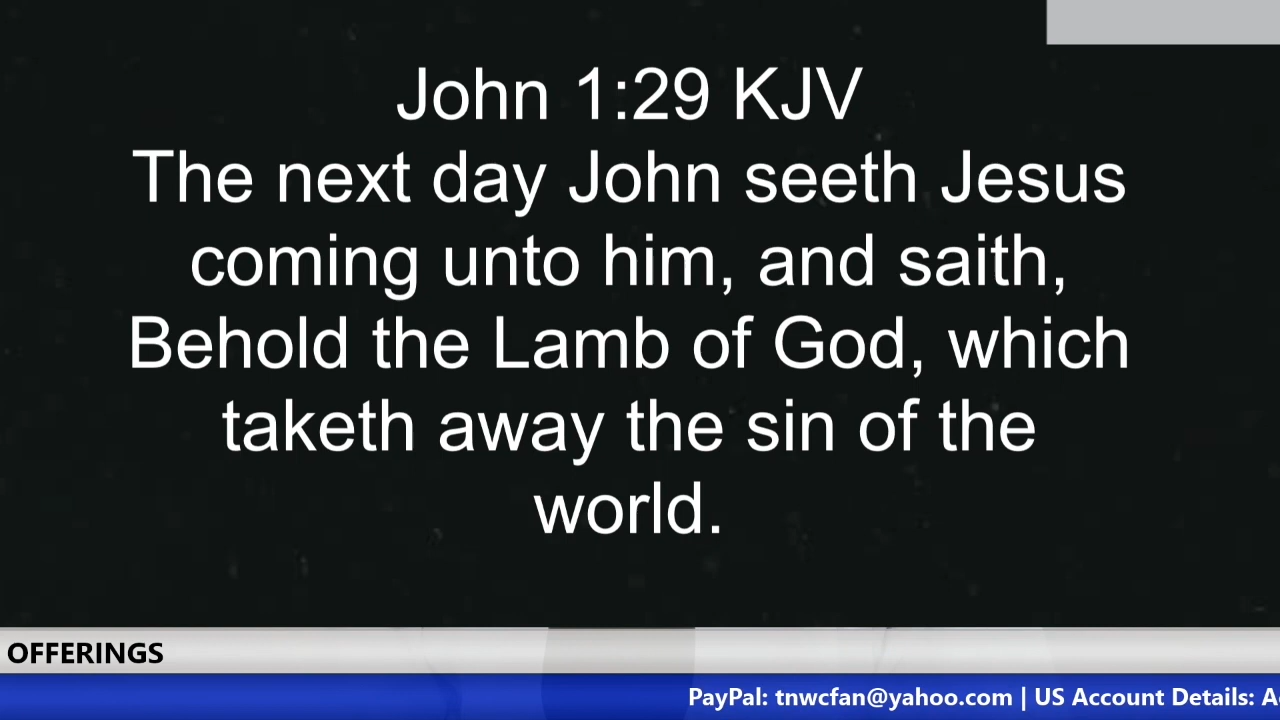 John 1:29 KJV
The next day John seeth Jesus
coming unto him, and saith,
Behold the Lamb of God, which
taketh away the sin of the
world.
OFFERINGS
PayPal: tnwcfan@yahoo.com | US Account Details: